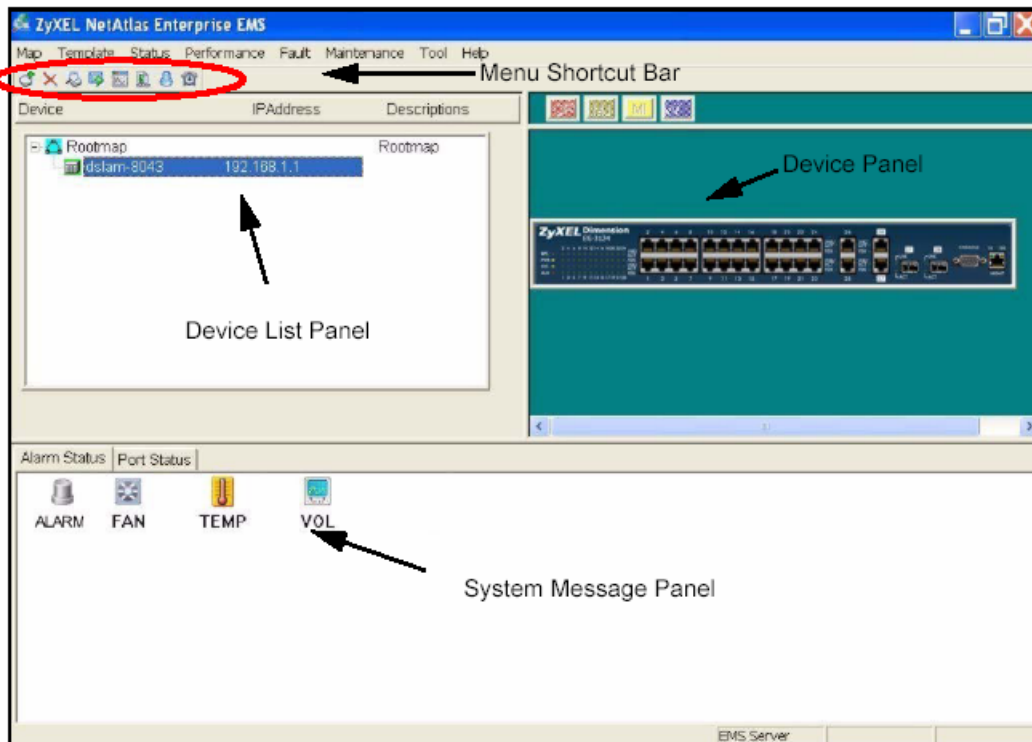 ZyXEL NetAtlas Enterprise EMS
Map Template Status Performance Fault Maintenance Tool Help
Menu Shortcut Bar
Device IPAddress Descriptions
Rootmap Rootmap
dslam-8043 192.168.1.1
Device List Panel
MI
Device Panel
ZyXEL Dimension
Alarm Status Port Status
ALARM FAN TEMP VOL
System Message Panel
EMS Server